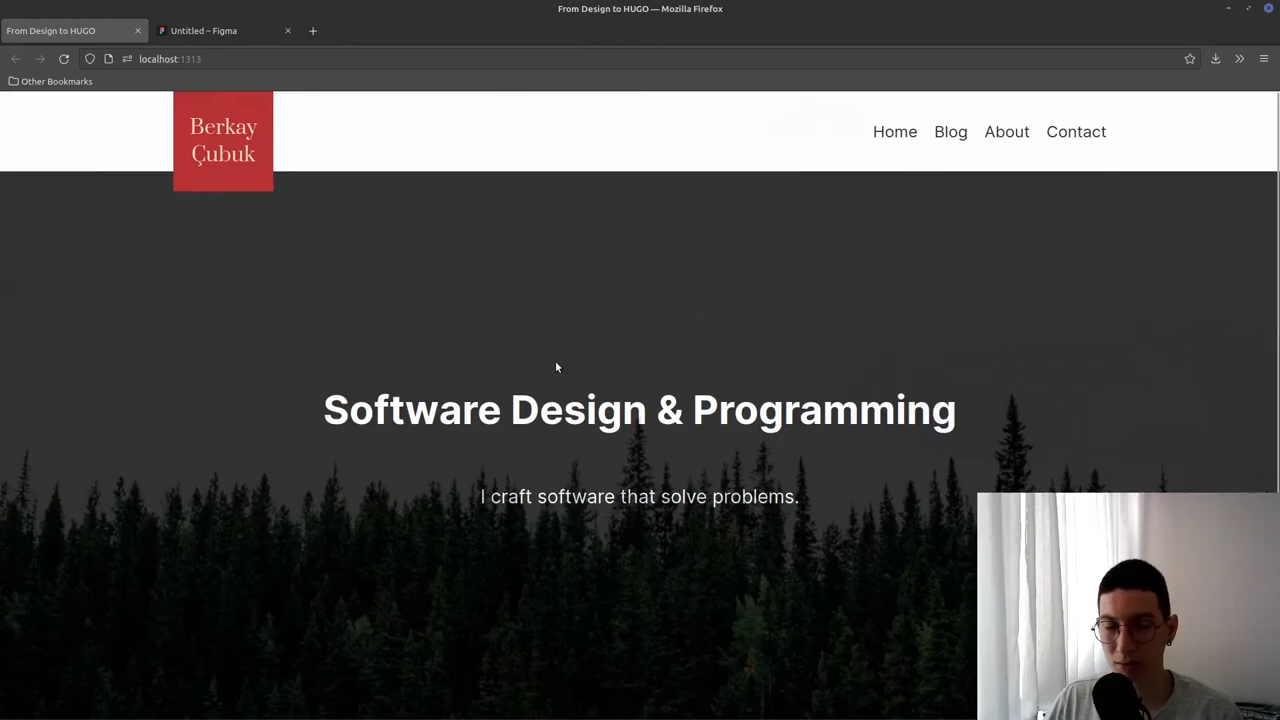 From Design to HUGO — Mozilla Firefox
From Design to HUGO
Untitled – Figma
localhost:1313
Other Bookmarks
Berkay
Çubuk
Home Blog About Contact
Software Design & Programming
I craft software that solve problems.